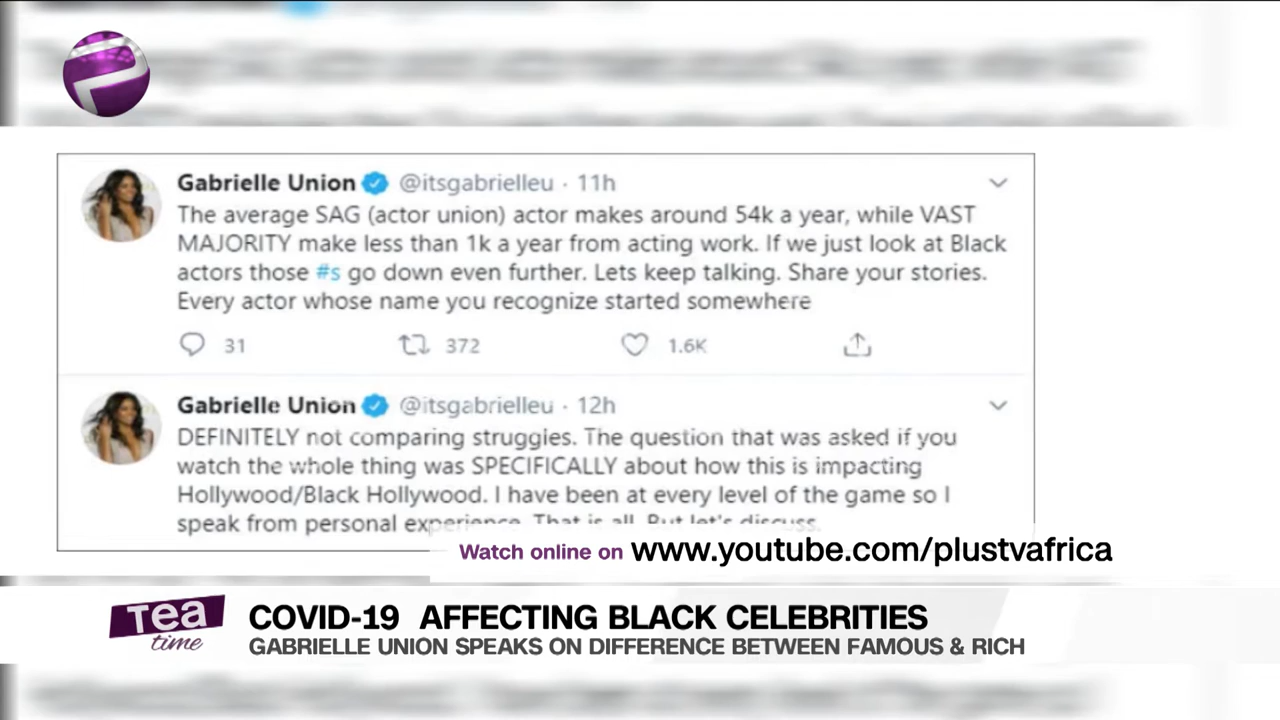 Gabrielle Union @itsgabrielleu · 11h
The average SAG (actor union) actor makes around 54k a year, while VAST
MAJORITY make less than 1k a year from acting work. If we just look at Black
actors those #s go down even further. Lets keep talking. Share your stories.
Every actor whose name you recognize started somewhere
31 372 1.6K
Gabrielle Union @itsgabrielleu · 12h
DEFINITELY not comparing struggles. The question that was asked if you
watch the whole thing was SPECIFICALLY about how this is impacting
Hollywood/Black Hollywood. I have been at every level of the game so I
speak from personal experience. That is all. But let's discuss.
Watch online on www.youtube.com/plustvafrica
Tea
time
COVID-19 AFFECTING BLACK CELEBRITIES
GABRIELLE UNION SPEAKS ON DIFFERENCE BETWEEN FAMOUS & RICH